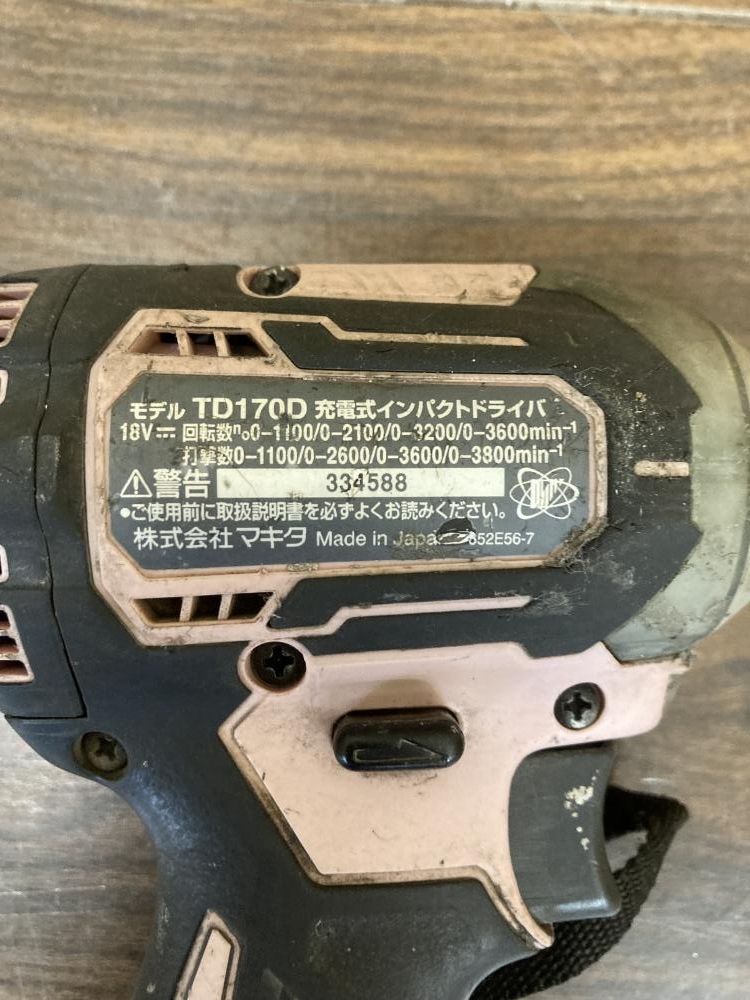 モデル TD170D 充電式インパクトドライバ
18V⎓ 回転数n₀0-1100/0-2100/0-3200/0-3600min⁻¹
打撃数0-1100/0-2600/0-3600/0-3800min⁻¹
⚠警告 334588
●ご使用前に取扱説明書を必ずよくお読みください。
株式会社マキタ Made in Japan 852E56-7